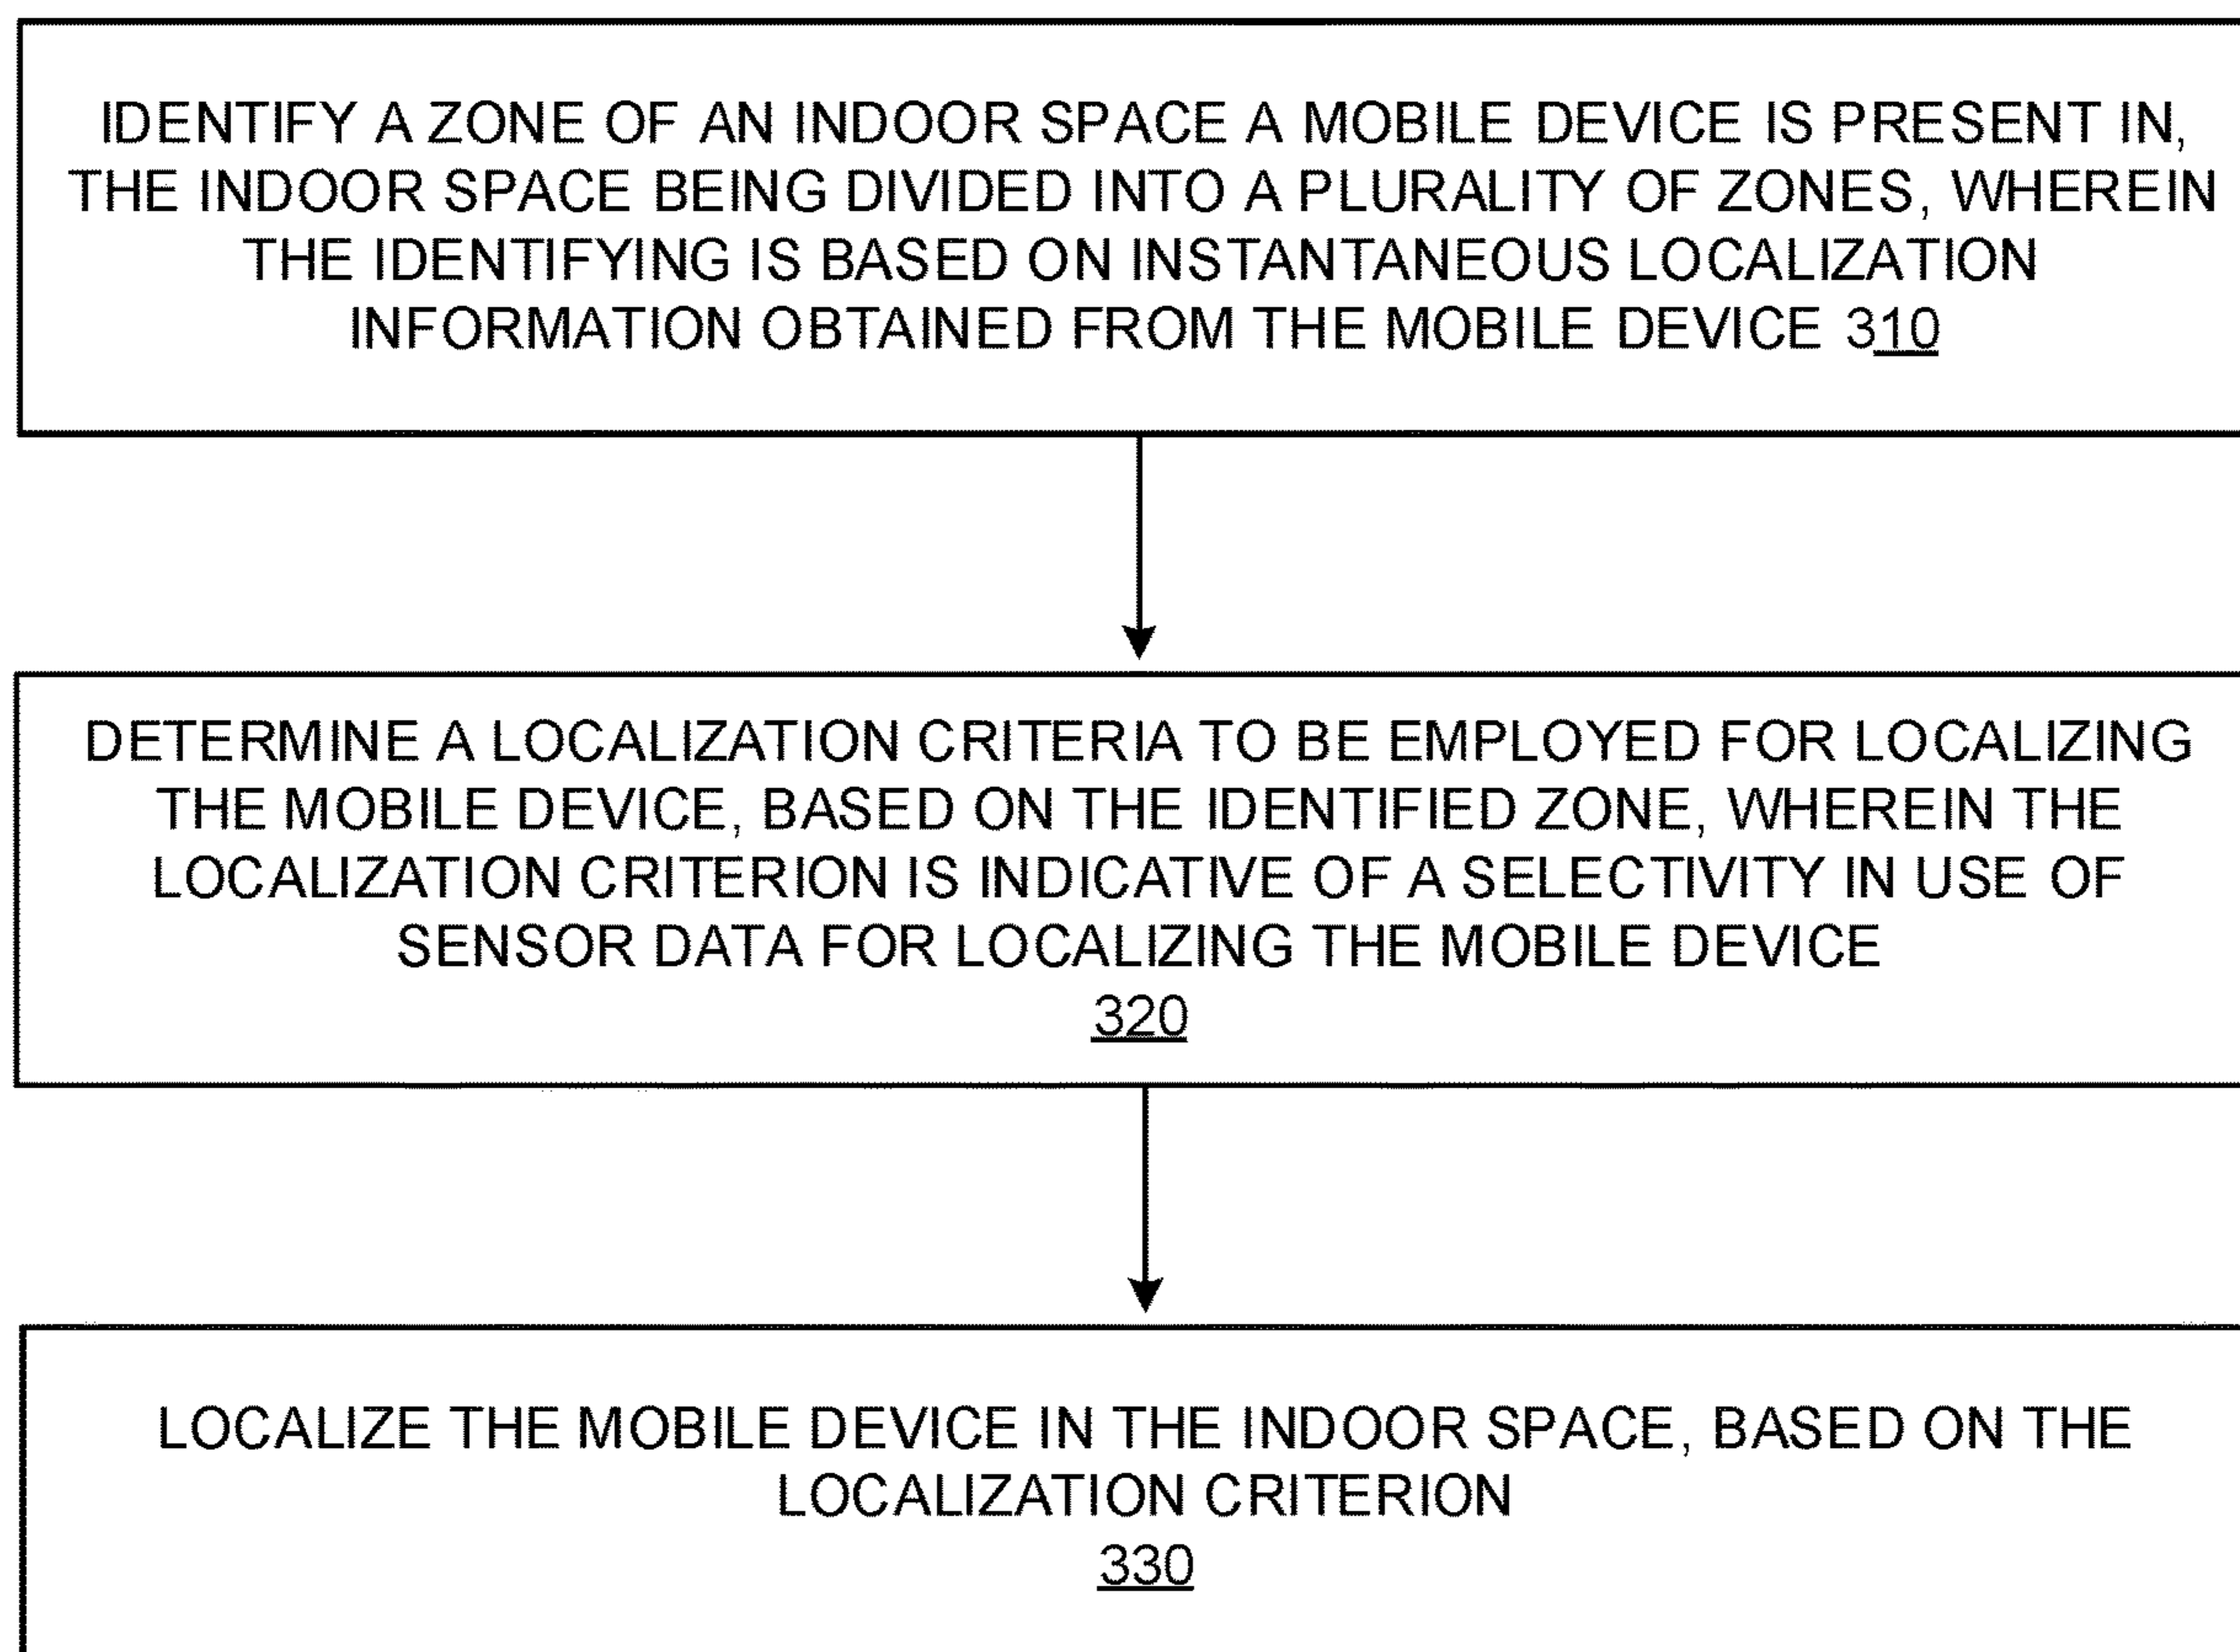 IDENTIFY A ZONE OF AN INDOOR SPACE A MOBILE DEVICE IS PRESENT IN,
THE INDOOR SPACE BEING DIVIDED INTO A PLURALITY OF ZONES, WHEREIN
THE IDENTIFYING IS BASED ON INSTANTANEOUS LOCALIZATION
INFORMATION OBTAINED FROM THE MOBILE DEVICE 310
DETERMINE A LOCALIZATION CRITERIA TO BE EMPLOYED FOR LOCALIZING
THE MOBILE DEVICE, BASED ON THE IDENTIFIED ZONE, WHEREIN THE
LOCALIZATION CRITERION IS INDICATIVE OF A SELECTIVITY IN USE OF
SENSOR DATA FOR LOCALIZING THE MOBILE DEVICE
320
LOCALIZE THE MOBILE DEVICE IN THE INDOOR SPACE, BASED ON THE
LOCALIZATION CRITERION
330